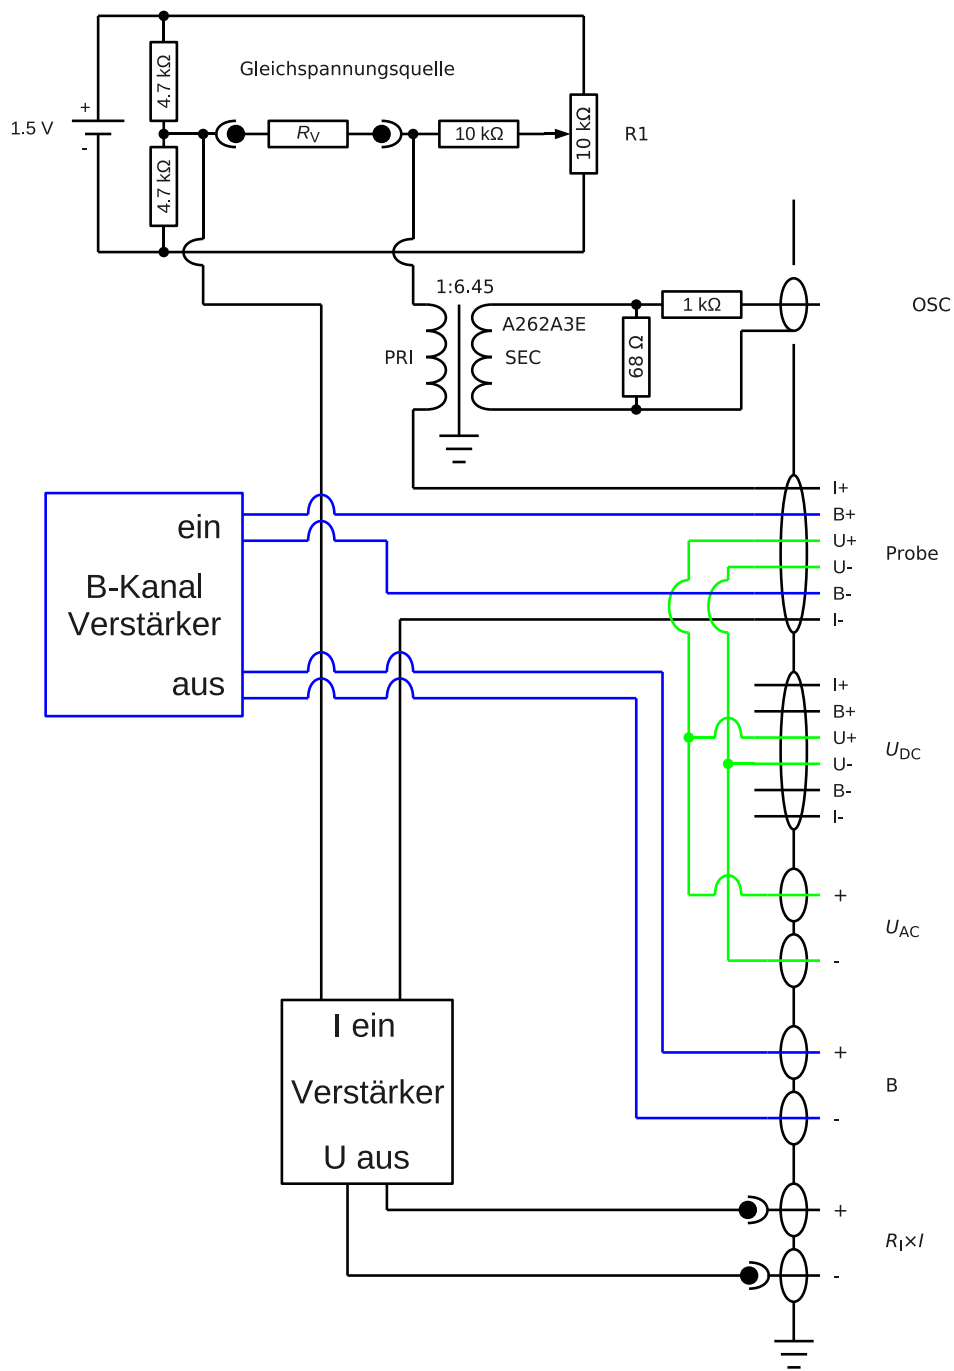 Gleichspannungsquelle
4.7 kΩ
+
1.5 V
-
4.7 kΩ
RV
10 kΩ
10 kΩ
R1
1:6.45
PRI
A262A3E
SEC
68 Ω
1 kΩ
OSC
I+
B+
U+
U-
B-
I-
Probe
ein
B-Kanal
Verstärker
aus
I+
B+
U+
U-
B-
I-
UDC
+
UAC
-
+
B
-
I ein
Verstärker
U aus
+
RI×I
-